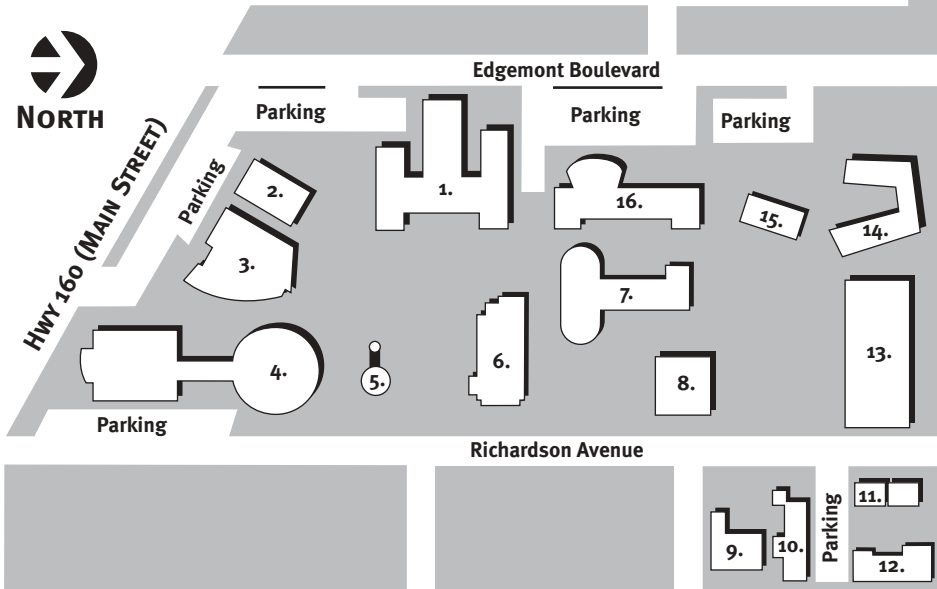 Edgemont Boulevard
NORTH
Parking
Parking
Parking
HWY 160 (MAIN STREET)
Parking
1.
2.
16.
15.
14.
3.
7.
4.
5.
6.
8.
13.
Parking
Richardson Avenue
11.
Parking
9.
10.
12.